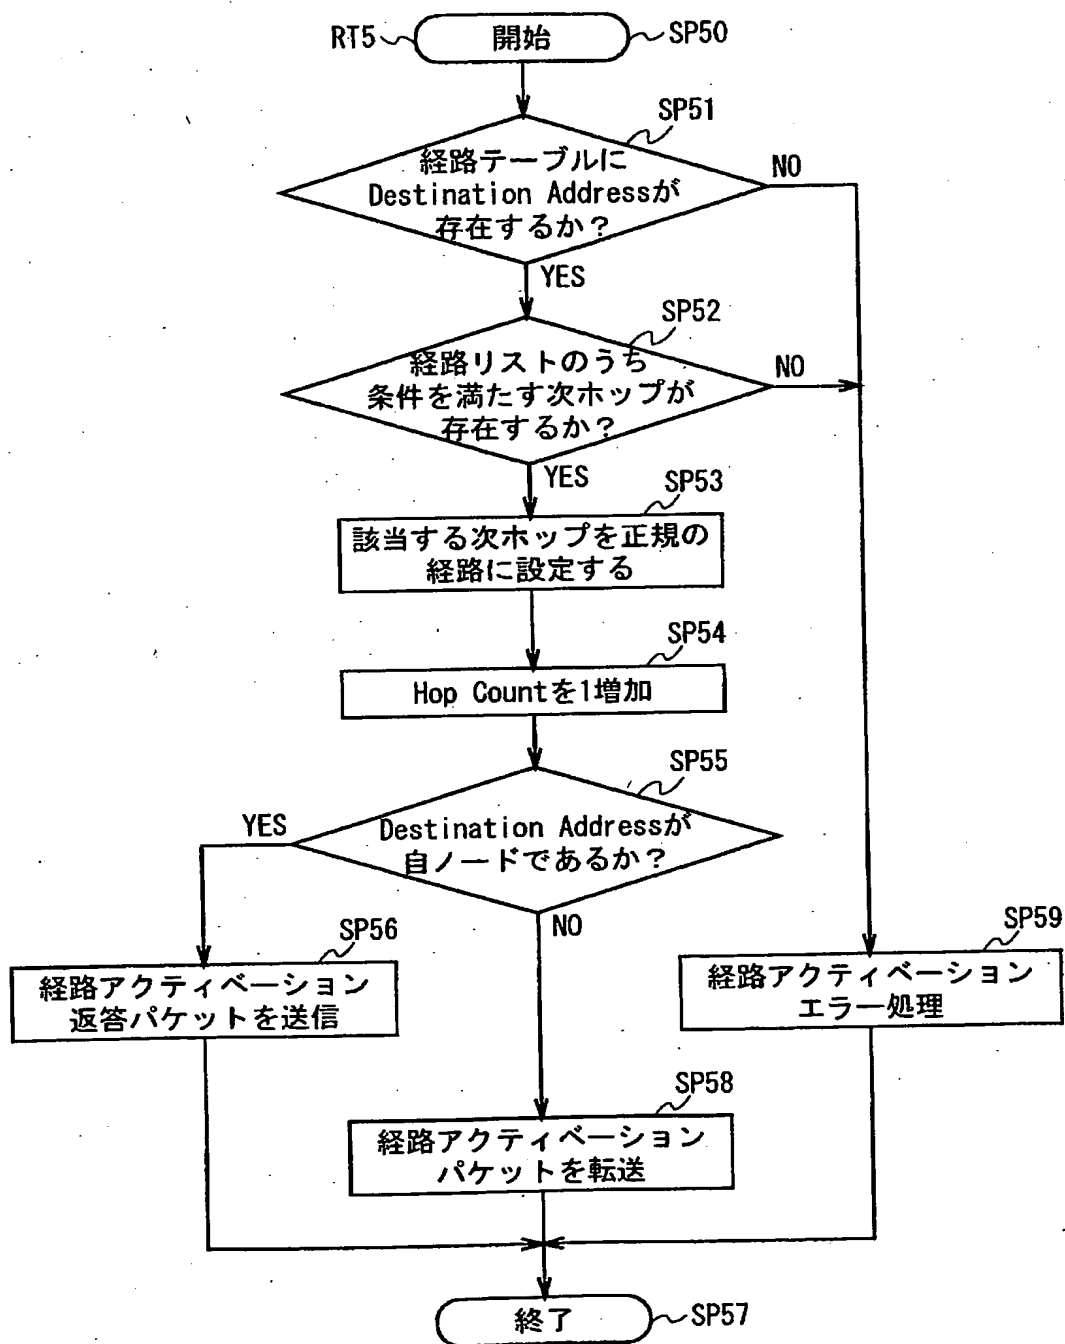 RT5 開始 SP50
SP51
経路テーブルに
Destination Addressが
存在するか?
NO
YES
SP52
経路リストのうち
条件を満たす次ホップが
存在するか?
NO
YES
SP53
該当する次ホップを正規の
経路に設定する
SP54
Hop Countを1増加
SP55
Destination Addressが
自ノードであるか?
YES
NO
SP56
経路アクティベーション
返答パケットを送信
SP59
経路アクティベーション
エラー処理
SP58
経路アクティベーション
パケットを転送
終了 SP57